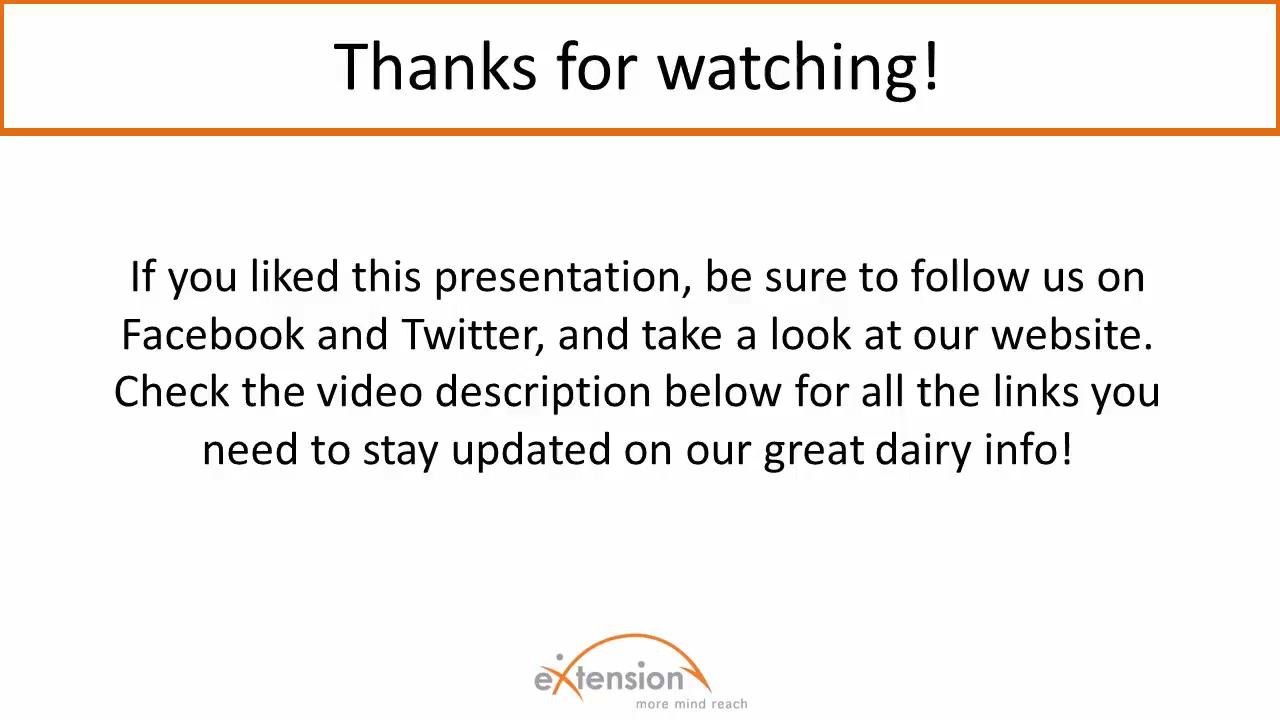 Thanks for watching!
If you liked this presentation, be sure to follow us on
Facebook and Twitter, and take a look at our website.
Check the video description below for all the links you
need to stay updated on our great dairy info!
eXtension
more mind reach